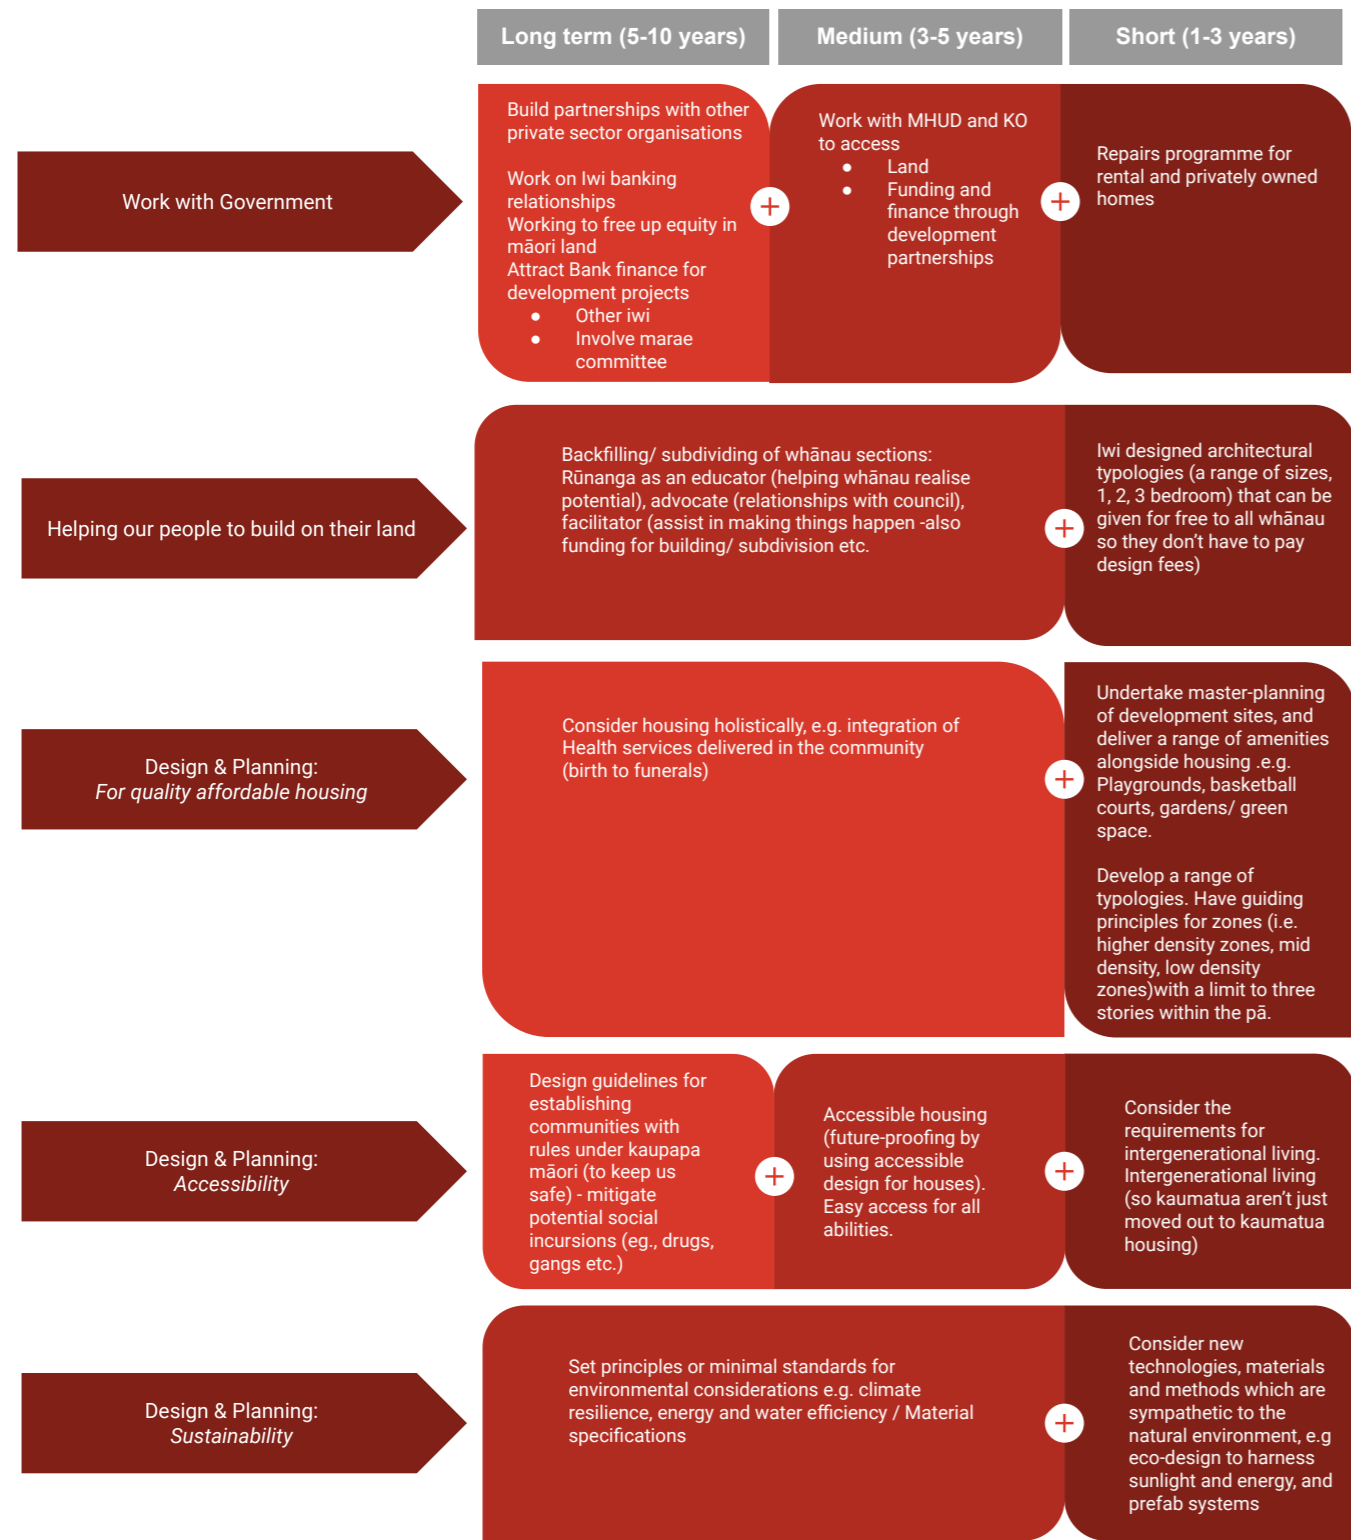 Long term (5-10 years)
Medium (3-5 years)
Short (1-3 years)
Work with Government
Build partnerships with other
private sector organisations
Work on Iwi banking
relationships
Working to free up equity in
māori land
Attract Bank finance for
development projects
● Other iwi
● Involve marae
committee
Work with MHUD and KO
to access
● Land
● Funding and
finance through
development
partnerships
Repairs programme for
rental and privately owned
homes
Helping our people to build on their land
Backfilling/ subdividing of whānau sections:
Rūnanga as an educator (helping whānau realise
potential), advocate (relationships with council),
facilitator (assist in making things happen -also
funding for building/ subdivision etc.
Iwi designed architectural
typologies (a range of sizes,
1, 2, 3 bedroom) that can be
given for free to all whānau
so they don’t have to pay
design fees)
Design & Planning:
For quality affordable housing
Consider housing holistically, e.g. integration of
Health services delivered in the community
(birth to funerals)
Undertake master-planning
of development sites, and
deliver a range of amenities
alongside housing .e.g.
Playgrounds, basketball
courts, gardens/ green
space.
Develop a range of
typologies. Have guiding
principles for zones (i.e.
higher density zones, mid
density, low density
zones)with a limit to three
stories within the pā.
Design & Planning:
Accessibility
Design guidelines for
establishing
communities with
rules under kaupapa
māori (to keep us
safe) - mitigate
potential social
incursions (eg., drugs,
gangs etc.)
Accessible housing
(future-proofing by
using accessible
design for houses).
Easy access for all
abilities.
Consider the
requirements for
intergenerational living.
Intergenerational living
(so kaumatua aren’t just
moved out to kaumatua
housing)
Design & Planning:
Sustainability
Set principles or minimal standards for
environmental considerations e.g. climate
resilience, energy and water efficiency / Material
specifications
Consider new
technologies, materials
and methods which are
sympathetic to the
natural environment, e.g
eco-design to harness
sunlight and energy, and
prefab systems